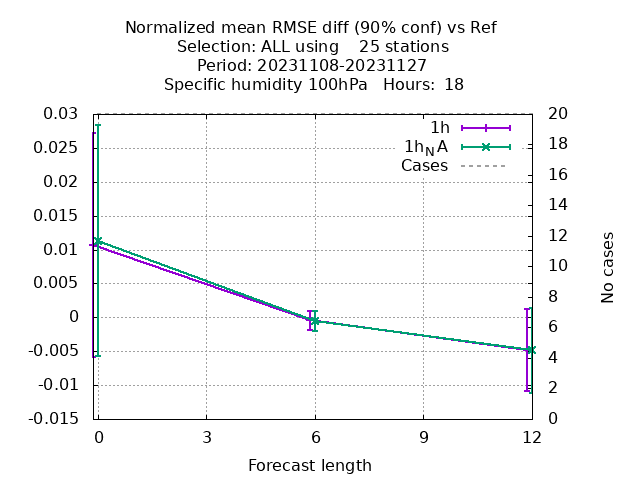 Normalized mean RMSE diff (90% conf) vs Ref
Selection: ALL using    25 stations
Period: 20231108-20231127
Specific humidity 100hPa   Hours:  18
0.03
0.025
0.02
0.015
0.01
0.005
0
-0.005
-0.01
-0.015
1h
1h_N A
Cases
20
18
16
14
12
10
8
6
4
2
0
No cases
0 3 6 9 12
Forecast length